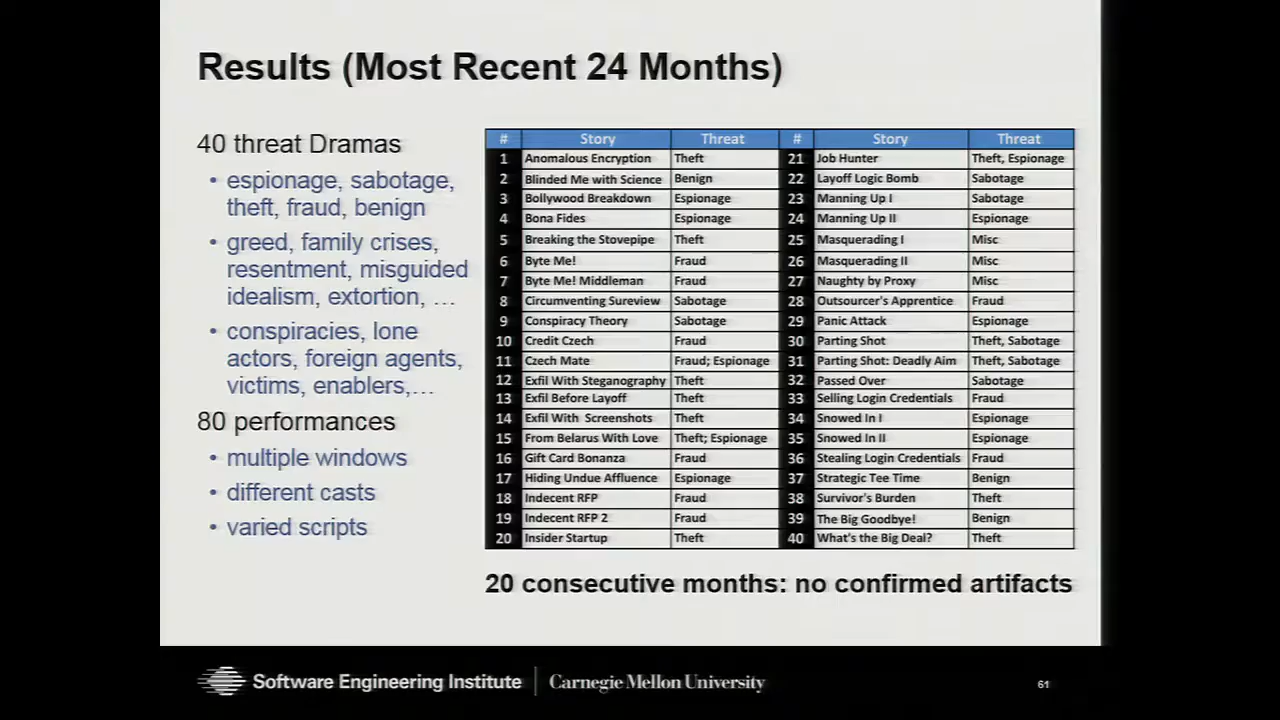 Results (Most Recent 24 Months)
40 threat Dramas
• espionage, sabotage,
theft, fraud, benign
• greed, family crises,
resentment, misguided
idealism, extortion, …
• conspiracies, lone
actors, foreign agents,
victims, enablers,…
80 performances
• multiple windows
• different casts
• varied scripts
# Story Threat # Story Threat
1 Anomalous Encryption Theft 21 Job Hunter Theft, Espionage
2 Blinded Me with Science Benign 22 Layoff Logic Bomb Sabotage
3 Bollywood Breakdown Espionage 23 Manning Up I Sabotage
4 Bona Fides Espionage 24 Manning Up II Espionage
5 Breaking the Stovepipe Theft 25 Masquerading I Misc
6 Byte Me! Fraud 26 Masquerading II Misc
7 Byte Me! Middleman Fraud 27 Naughty by Proxy Misc
8 Circumventing Sureview Sabotage 28 Outsourcer's Apprentice Fraud
9 Conspiracy Theory Sabotage 29 Panic Attack Espionage
10 Credit Czech Fraud 30 Parting Shot Theft, Sabotage
11 Czech Mate Fraud; Espionage 31 Parting Shot: Deadly Aim Theft, Sabotage
12 Exfil With Steganography Theft 32 Passed Over Sabotage
13 Exfil Before Layoff Theft 33 Selling Login Credentials Fraud
14 Exfil With Screenshots Theft 34 Snowed In I Espionage
15 From Belarus With Love Theft; Espionage 35 Snowed In II Espionage
16 Gift Card Bonanza Fraud 36 Stealing Login Credentials Fraud
17 Hiding Undue Affluence Espionage 37 Strategic Tee Time Benign
18 Indecent RFP Fraud 38 Survivor's Burden Theft
19 Indecent RFP 2 Fraud 39 The Big Goodbye! Benign
20 Insider Startup Theft 40 What's the Big Deal? Theft
20 consecutive months: no confirmed artifacts
Software Engineering Institute Carnegie Mellon University 61